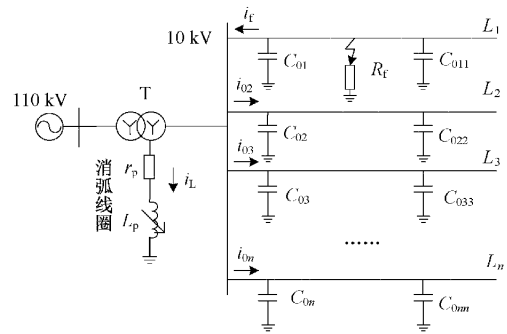 i_f
10 kV
L_1
C_01
R_f
C_011
110 kV
T
i_02
L_2
C_02
C_022
消弧线圈
r_p
i_L
L_p
i_03
L_3
C_03
C_033
......
i_0n
L_n
C_0n
C_0nn